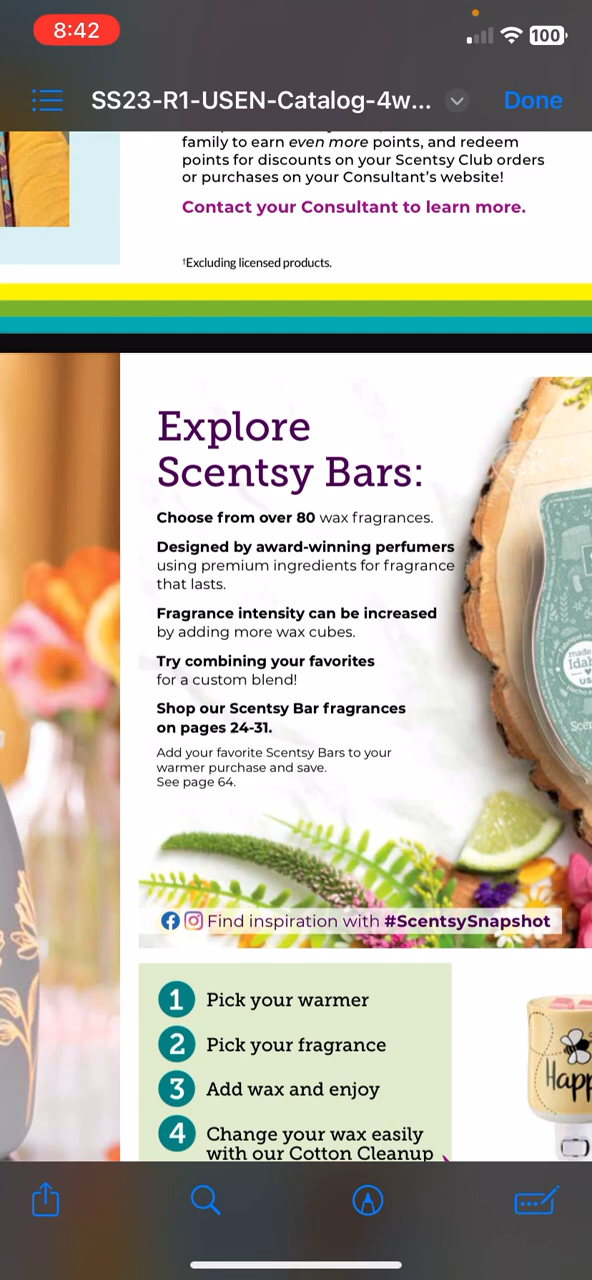 8:42
100
SS23-R1-USEN-Catalog-4w...
Done
family to earn even more points, and redeem
points for discounts on your Scentsy Club orders
or purchases on your Consultant's website!
Contact your Consultant to learn more.
†Excluding licensed products.
Explore
Scentsy Bars:
Choose from over 80 wax fragrances.
Designed by award-winning perfumers
using premium ingredients for fragrance
that lasts.
Fragrance intensity can be increased
by adding more wax cubes.
Try combining your favorites
for a custom blend!
Shop our Scentsy Bar fragrances
on pages 24-31.
Add your favorite Scentsy Bars to your
warmer purchase and save.
See page 64.
made
Idah
US
Find inspiration with #ScentsySnapshot
1 Pick your warmer
2 Pick your fragrance
3 Add wax and enjoy
Happ
4 Change your wax easily
with our Cotton Cleanup